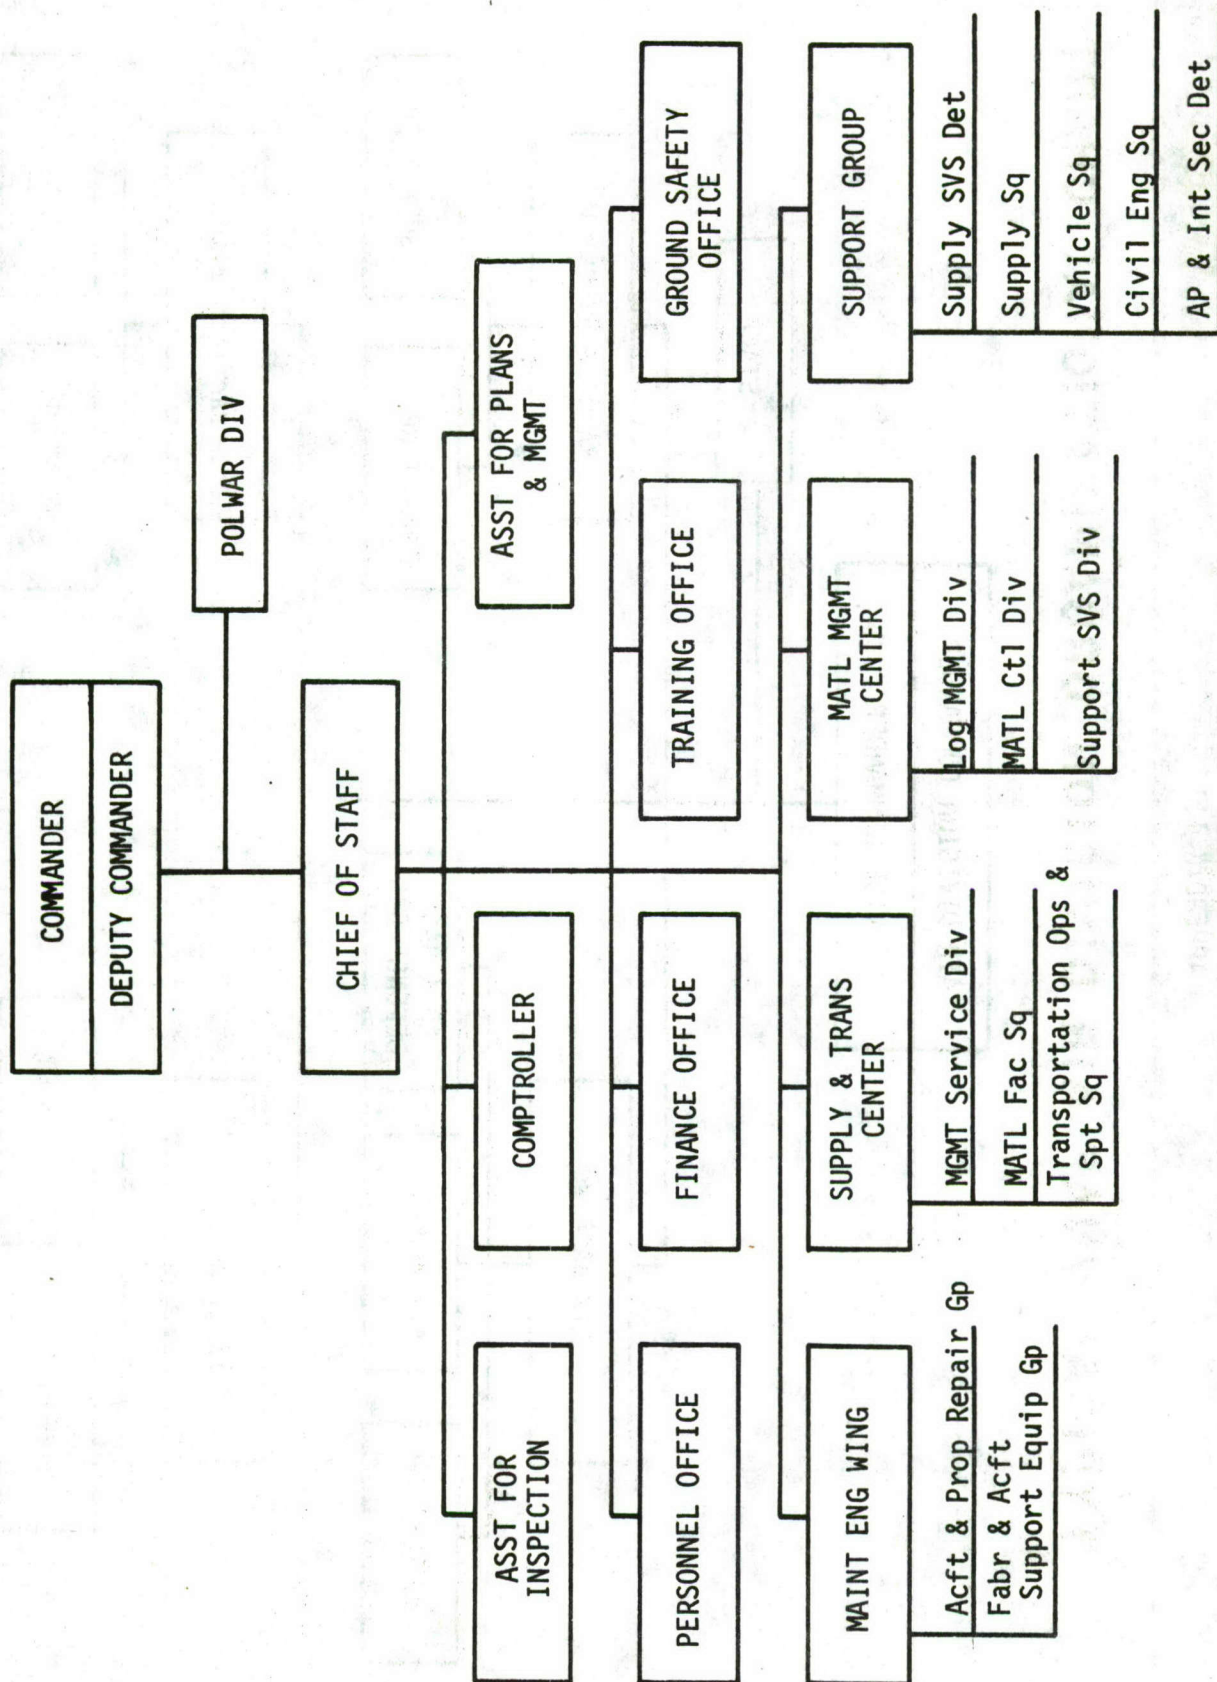 COMMANDER
DEPUTY COMMANDER
POLWAR DIV
CHIEF OF STAFF
ASST FOR
INSPECTION
COMPTROLLER
ASST FOR PLANS
& MGMT
PERSONNEL OFFICE
FINANCE OFFICE
TRAINING OFFICE
GROUND SAFETY
OFFICE
MAINT ENG WING
Acft & Prop Repair Gp
Fabr & Acft
Support Equip Gp
SUPPLY & TRANS
CENTER
MGMT Service Div
MATL Fac Sq
Transportation Ops &
Spt Sq
MATL MGMT
CENTER
Log MGMT Div
MATL Ctl Div
Support SVS Div
SUPPORT GROUP
Supply SVS Det
Supply Sq
Vehicle Sq
Civil Eng Sq
AP & Int Sec Det